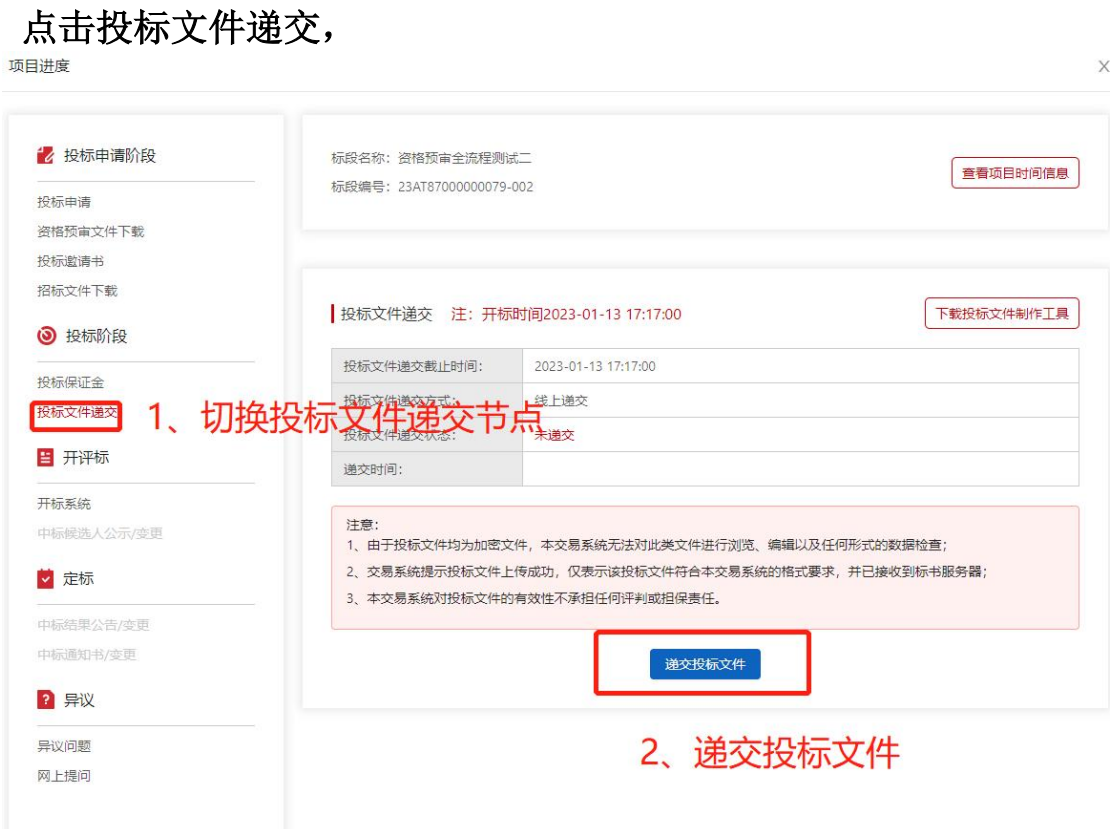 点击投标文件递交，
项目进度
X
投标申请阶段
投标申请
资格预审文件下载
投标邀请书
招标文件下载
投标阶段
投标保证金
投标文件递交
开评标
开标系统
中标候选人公示/变更
定标
中标结果公告/变更
中标通知书/变更
异议
异议问题
网上提问
标段名称：资格预审全流程测试二
标段编号：23AT87000000079-002
查看项目时间信息
投标文件递交 注：开标时间2023-01-13 17:17:00
下载投标文件制作工具
投标文件递交截止时间： 2023-01-13 17:17:00
投标文件递交方式： 线上递交
1、切换投标文件递交节点
投标文件递交状态： 未递交
递交时间：
注意：
1、由于投标文件均为加密文件，本交易系统无法对此类文件进行浏览、编辑以及任何形式的数据检查；
2、交易系统提示投标文件上传成功，仅表示该投标文件符合本交易系统的格式要求，并已接收到标书服务器；
3、本交易系统对投标文件的有效性不承担任何评判或担保责任。
递交投标文件
2、递交投标文件